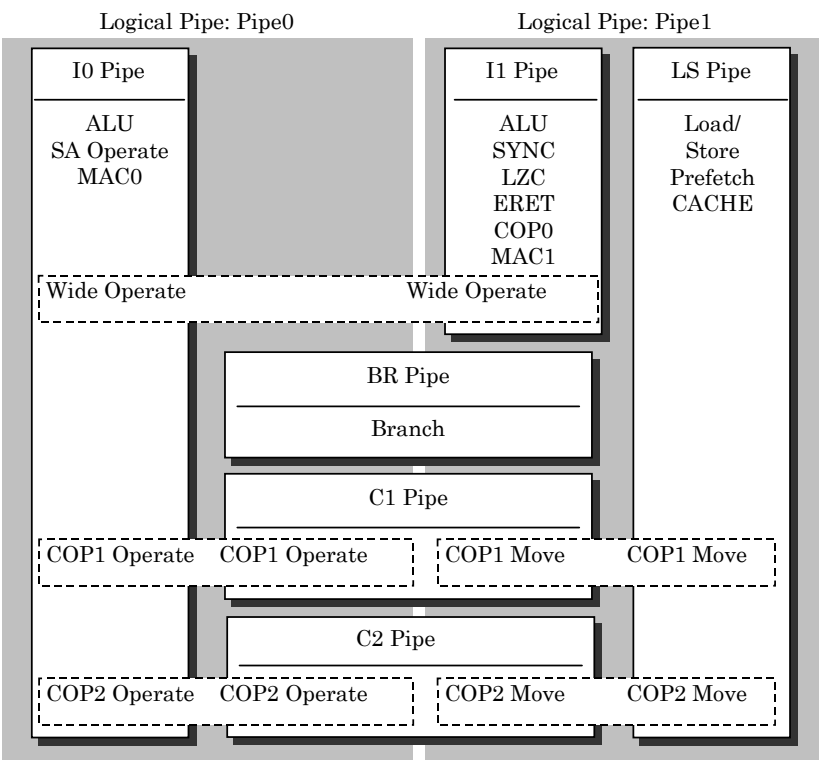 Logical Pipe: Pipe0
Logical Pipe: Pipe1
I0 Pipe
ALU
SA Operate
MAC0
I1 Pipe
ALU
SYNC
LZC
ERET
COP0
MAC1
LS Pipe
Load/
Store
Prefetch
CACHE
Wide Operate
Wide Operate
BR Pipe
Branch
C1 Pipe
COP1 Operate
COP1 Operate
COP1 Move
COP1 Move
C2 Pipe
COP2 Operate
COP2 Operate
COP2 Move
COP2 Move